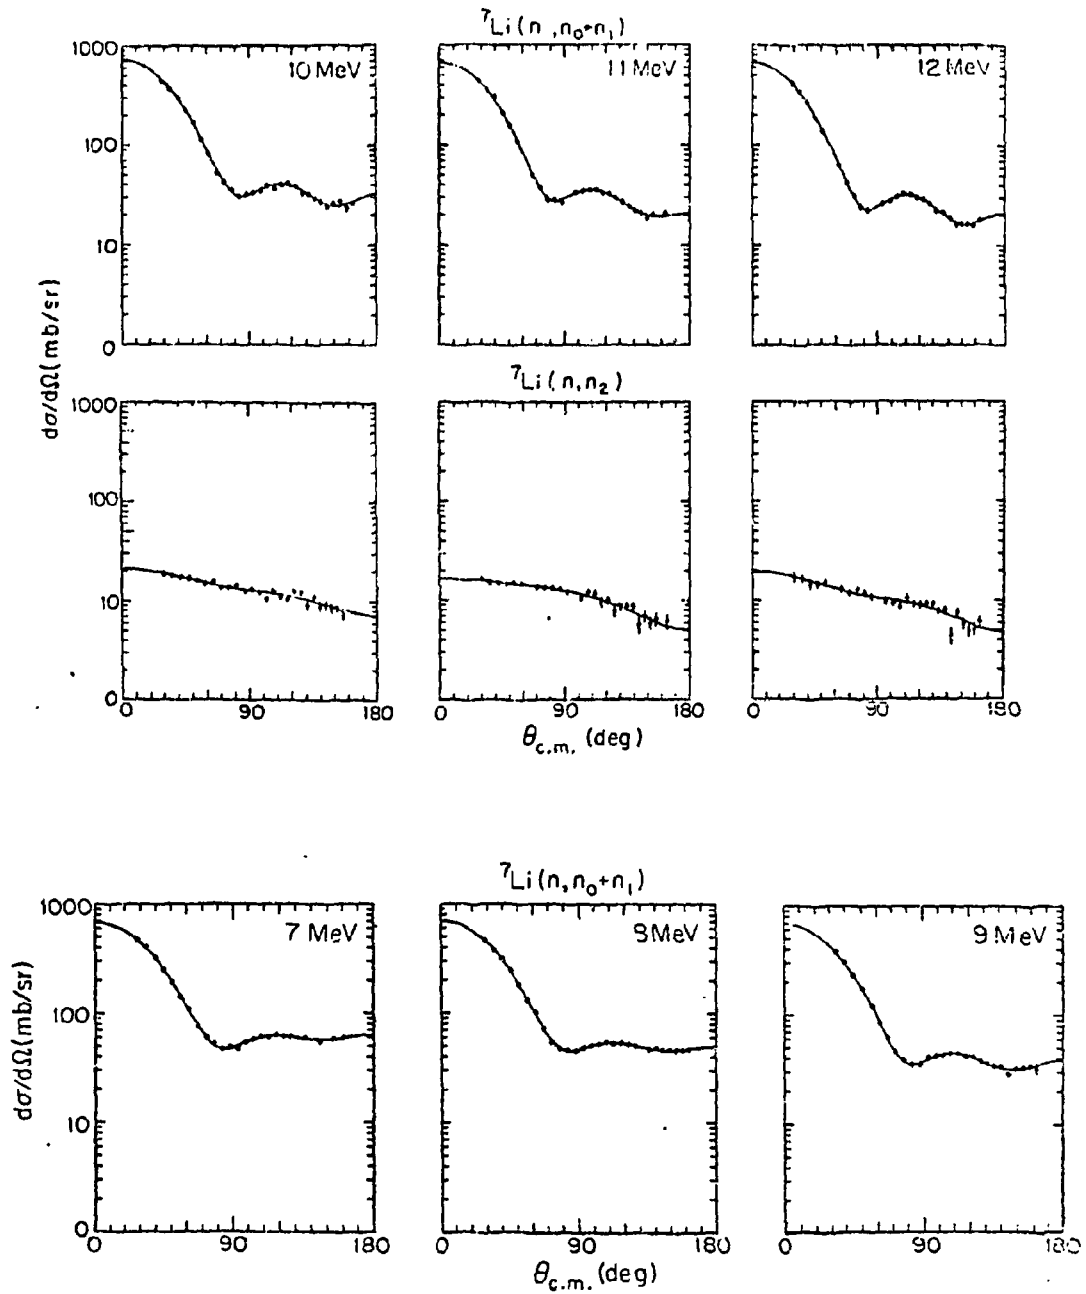 ⁷Li(n ,n₀+n₁)
1000
100
10
0
10 MeV
11 MeV
12 MeV
dσ/dΩ(mb/sr)
⁷Li(n,n₂)
1000
100
10
0
0 90 180
0 90 180
0 90 180
θc.m. (deg)
⁷Li(n,n₀+n₁)
1000
100
10
0
7 MeV
8 MeV
9 MeV
dσ/dΩ(mb/sr)
0 90 180
0 90 180
0 90 180
θc.m. (deg)